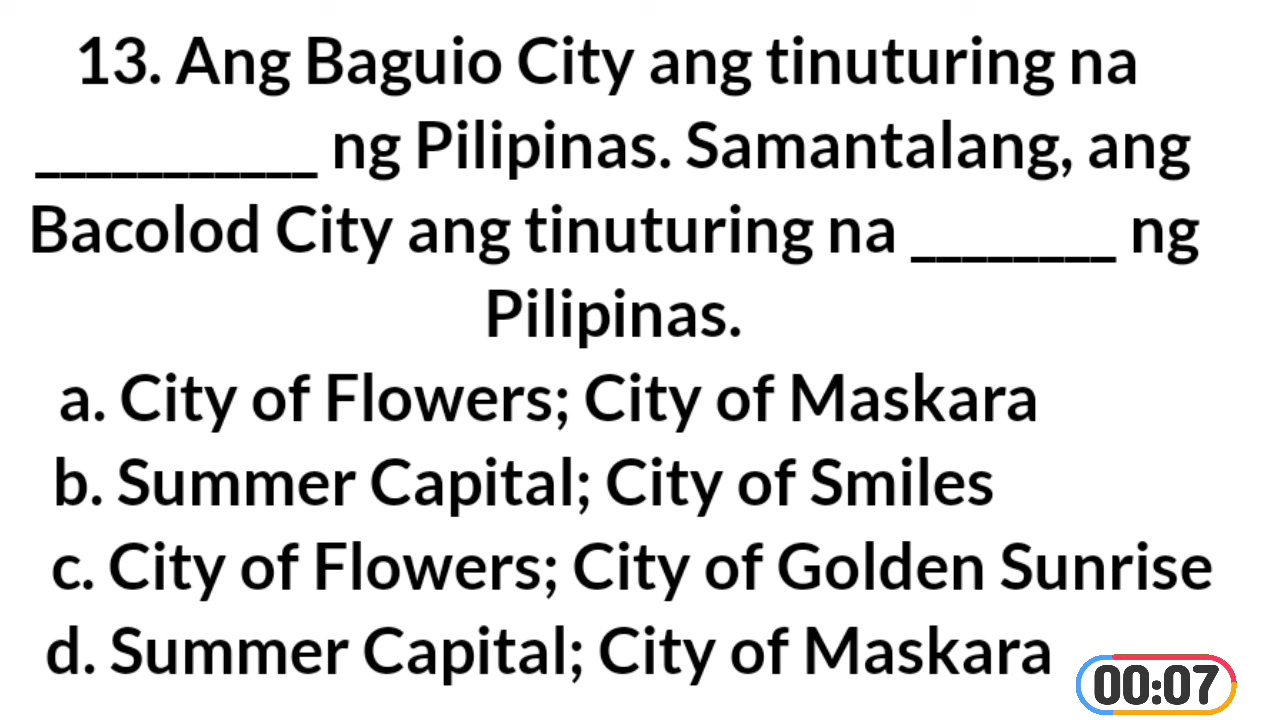 13. Ang Baguio City ang tinuturing na
___________ ng Pilipinas. Samantalang, ang
Bacolod City ang tinuturing na ________ ng
Pilipinas.
a. City of Flowers; City of Maskara
b. Summer Capital; City of Smiles
c. City of Flowers; City of Golden Sunrise
d. Summer Capital; City of Maskara
00:07